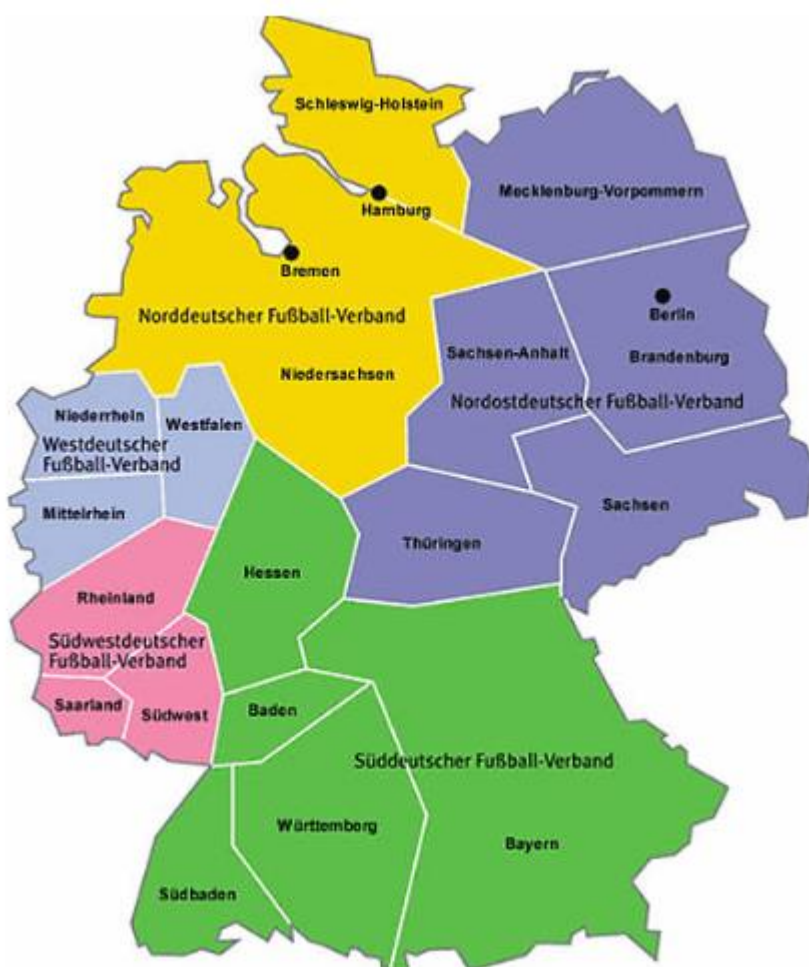 Schleswig-Holstein
Mecklenburg-Vorpommern
Hamburg
Bremen
Berlin
Norddeutscher Fußball-Verband
Sachsen-Anhalt
Brandenburg
Niedersachsen
Nordostdeutscher Fußball-Verband
Niederrhein
Westfalen
Westdeutscher
Fußball-Verband
Mittelrhein
Sachsen
Thüringen
Hessen
Rheinland
Südwestdeutscher
Fußball-Verband
Saarland
Südwest
Baden
Süddeutscher Fußball-Verband
Württemberg
Bayern
Südbaden